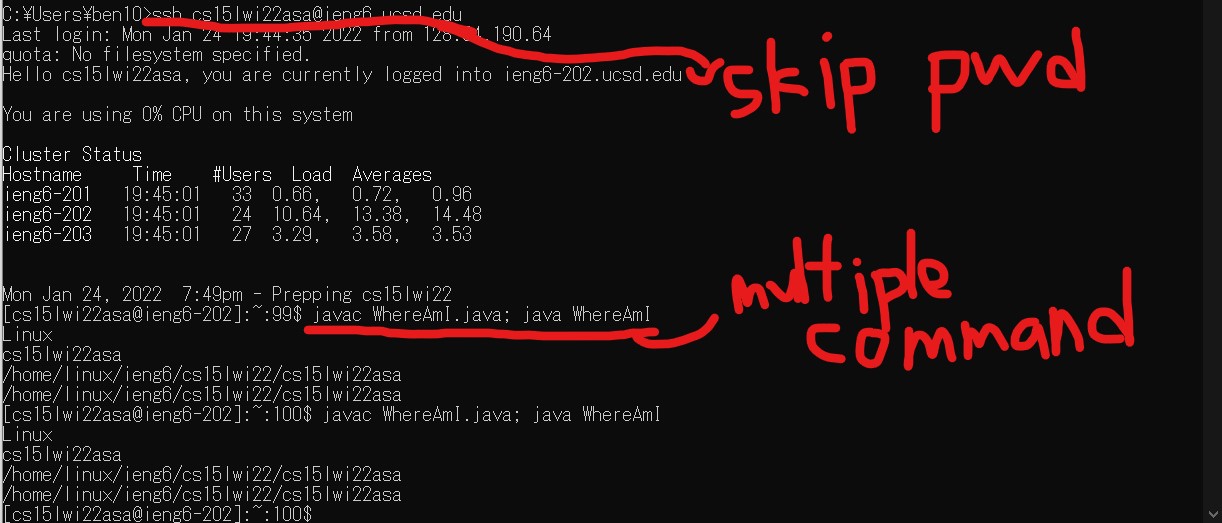 C:¥Users¥ben10>ssh cs15lwi22asa@ieng6.ucsd.edu
Last login: Mon Jan 24 19:44:35 2022 from 128.54.190.64
quota: No filesystem specified.
Hello cs15lwi22asa, you are currently logged into ieng6-202.ucsd.edu
skip pwd
You are using 0% CPU on this system
Cluster Status
Hostname Time #Users Load Averages
ieng6-201 19:45:01 33 0.66, 0.72, 0.96
ieng6-202 19:45:01 24 10.64, 13.38, 14.48
ieng6-203 19:45:01 27 3.29, 3.58, 3.53
multiple
command
Mon Jan 24, 2022 7:49pm - Prepping cs15lwi22
[cs15lwi22asa@ieng6-202]:~:99$ javac WhereAmI.java; java WhereAmI
Linux
cs15lwi22asa
/home/linux/ieng6/cs15lwi22/cs15lwi22asa
/home/linux/ieng6/cs15lwi22/cs15lwi22asa
[cs15lwi22asa@ieng6-202]:~:100$ javac WhereAmI.java; java WhereAmI
Linux
cs15lwi22asa
/home/linux/ieng6/cs15lwi22/cs15lwi22asa
/home/linux/ieng6/cs15lwi22/cs15lwi22asa
[cs15lwi22asa@ieng6-202]:~:100$